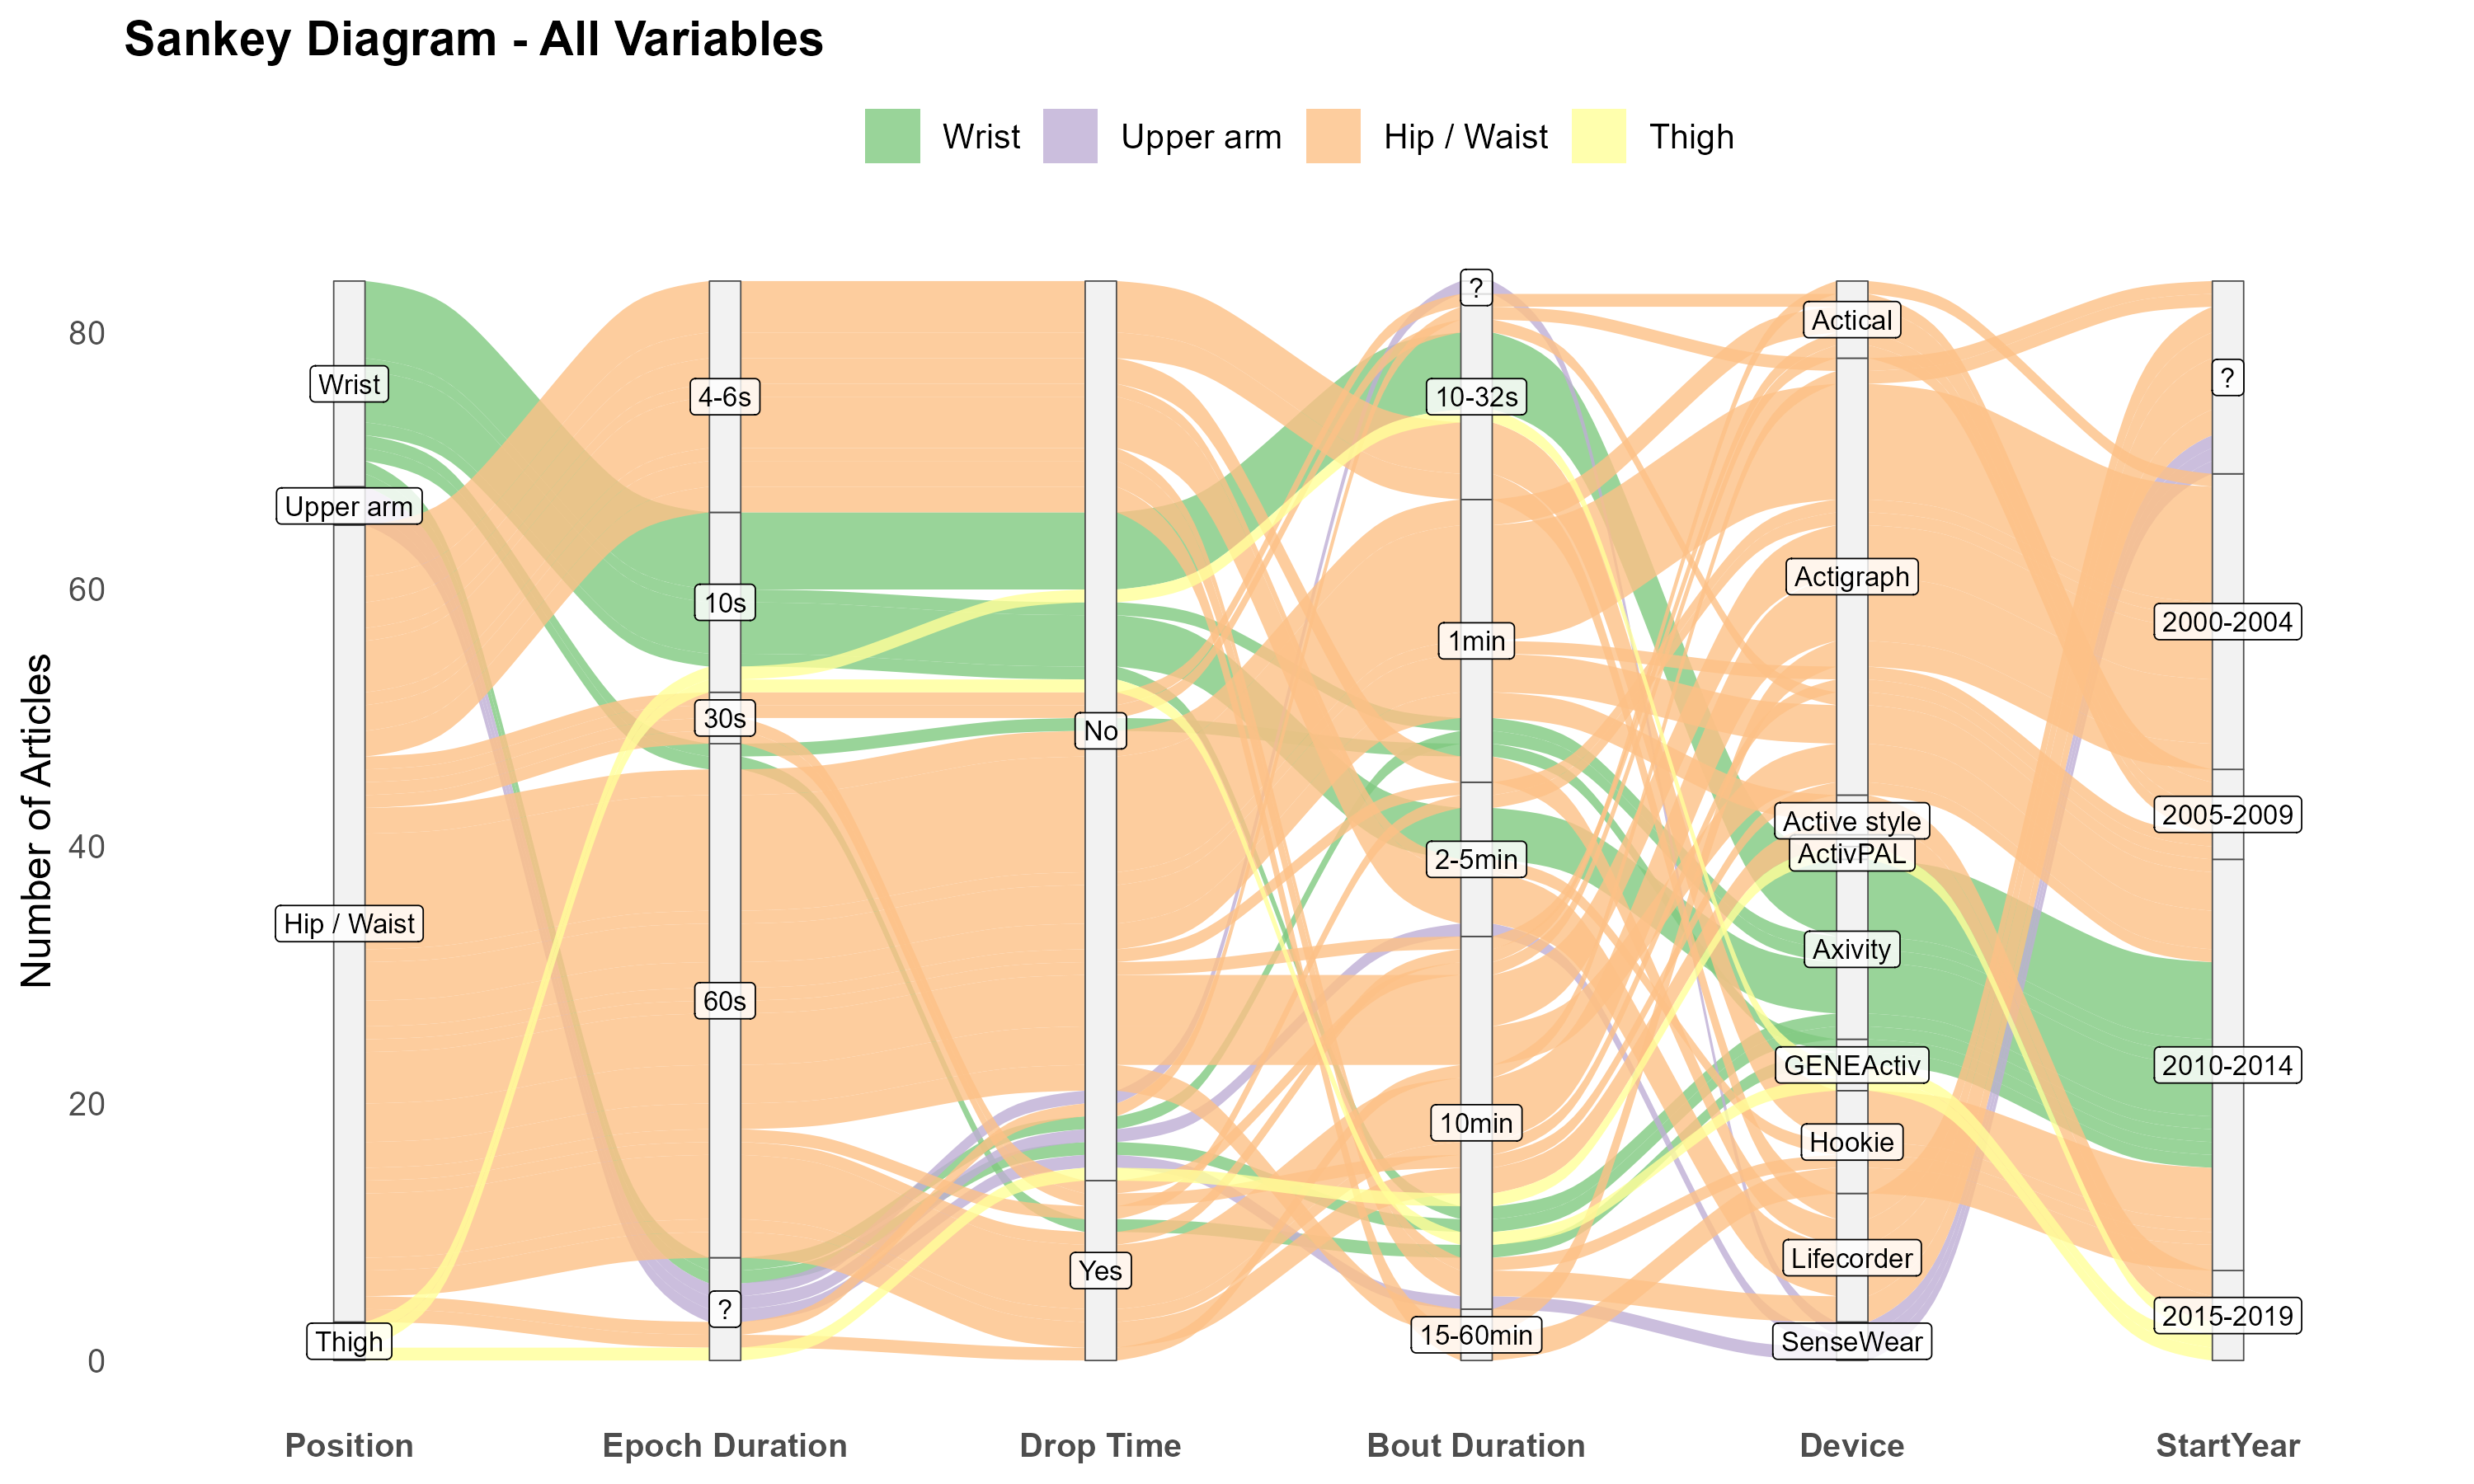 Sankey Diagram - All Variables
Wrist
Upper arm
Hip / Waist
Thigh
Number of Articles
80
60
40
20
0
Wrist
Upper arm
Hip / Waist
Thigh
4-6s
10s
30s
60s
?
No
Yes
?
10-32s
1min
2-5min
10min
15-60min
Actical
Actigraph
Active style
ActivPAL
Axivity
GENEActiv
Hookie
Lifecorder
SenseWear
?
2000-2004
2005-2009
2010-2014
2015-2019
Position
Epoch Duration
Drop Time
Bout Duration
Device
StartYear